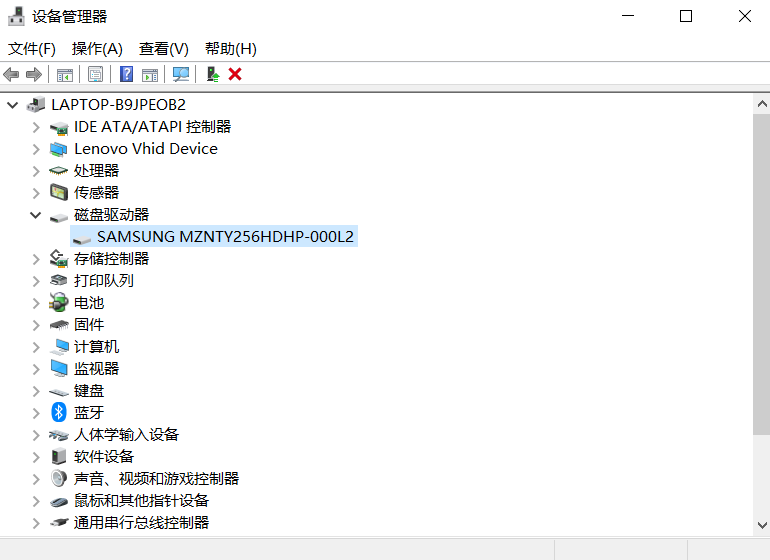 设备管理器
文件(F) 操作(A) 查看(V) 帮助(H)
LAPTOP-B9JPEOB2
IDE ATA/ATAPI 控制器
Lenovo Vhid Device
处理器
传感器
磁盘驱动器
SAMSUNG MZNTY256HDHP-000L2
存储控制器
打印队列
电池
固件
计算机
监视器
键盘
蓝牙
人体学输入设备
软件设备
声音、视频和游戏控制器
鼠标和其他指针设备
通用串行总线控制器